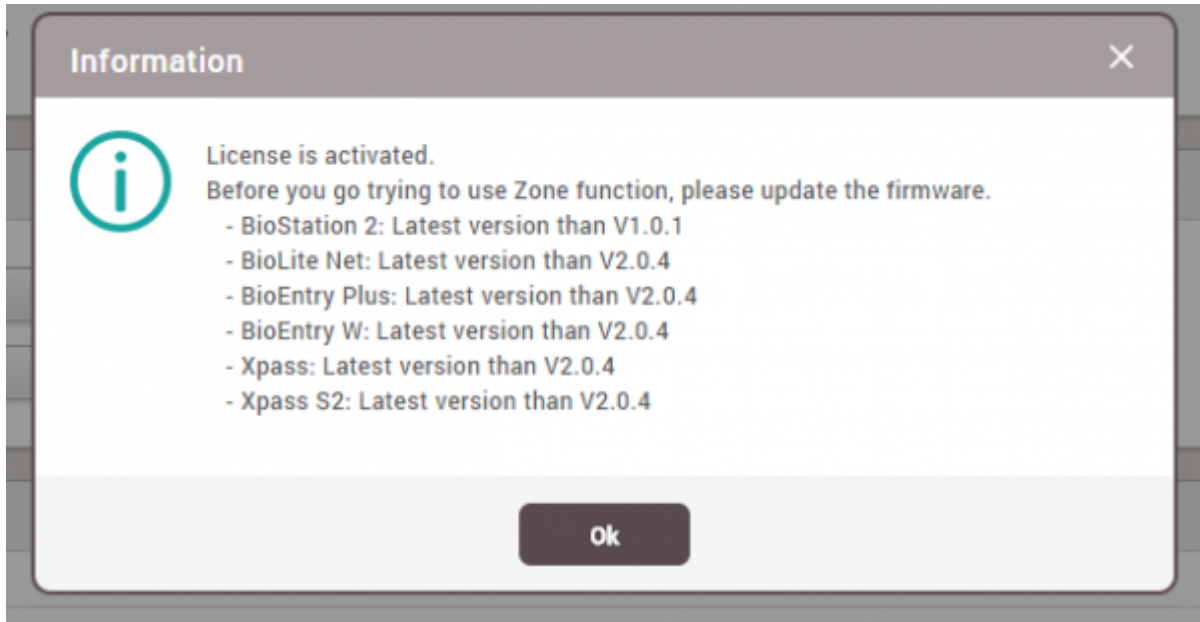 Information
License is activated.
Before you go trying to use Zone function, please update the firmware.
- BioStation 2: Latest version than V1.0.1
- BioLite Net: Latest version than V2.0.4
- BioEntry Plus: Latest version than V2.0.4
- BioEntry W: Latest version than V2.0.4
- Xpass: Latest version than V2.0.4
- Xpass S2: Latest version than V2.0.4
Ok